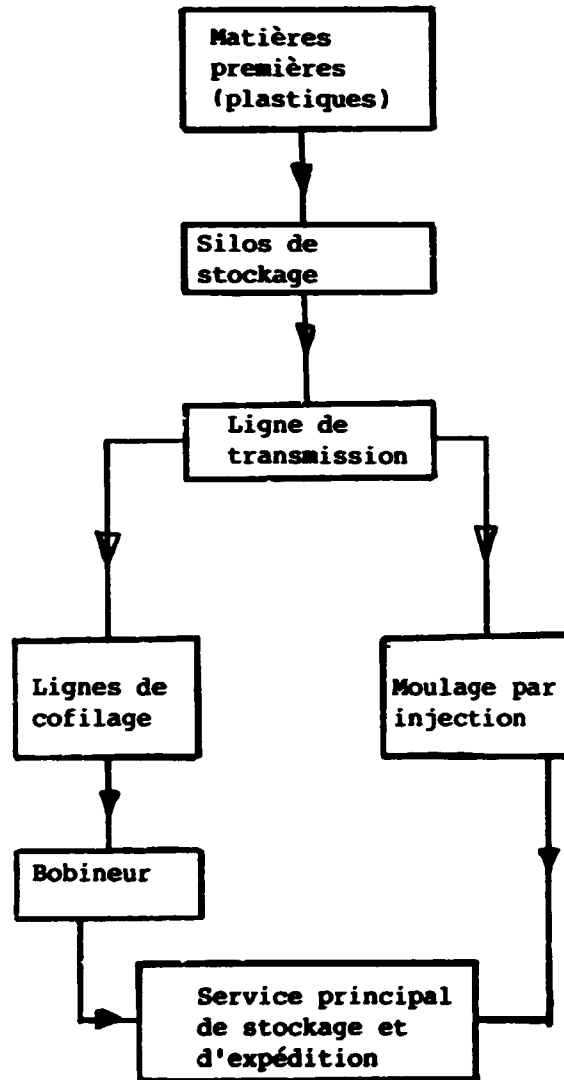 Matières
premières
(plastiques)
Silos de
stockage
Ligne de
transmission
Lignes de
cofilage
Moulage par
injection
Bobineur
Service principal
de stockage et
d'expédition